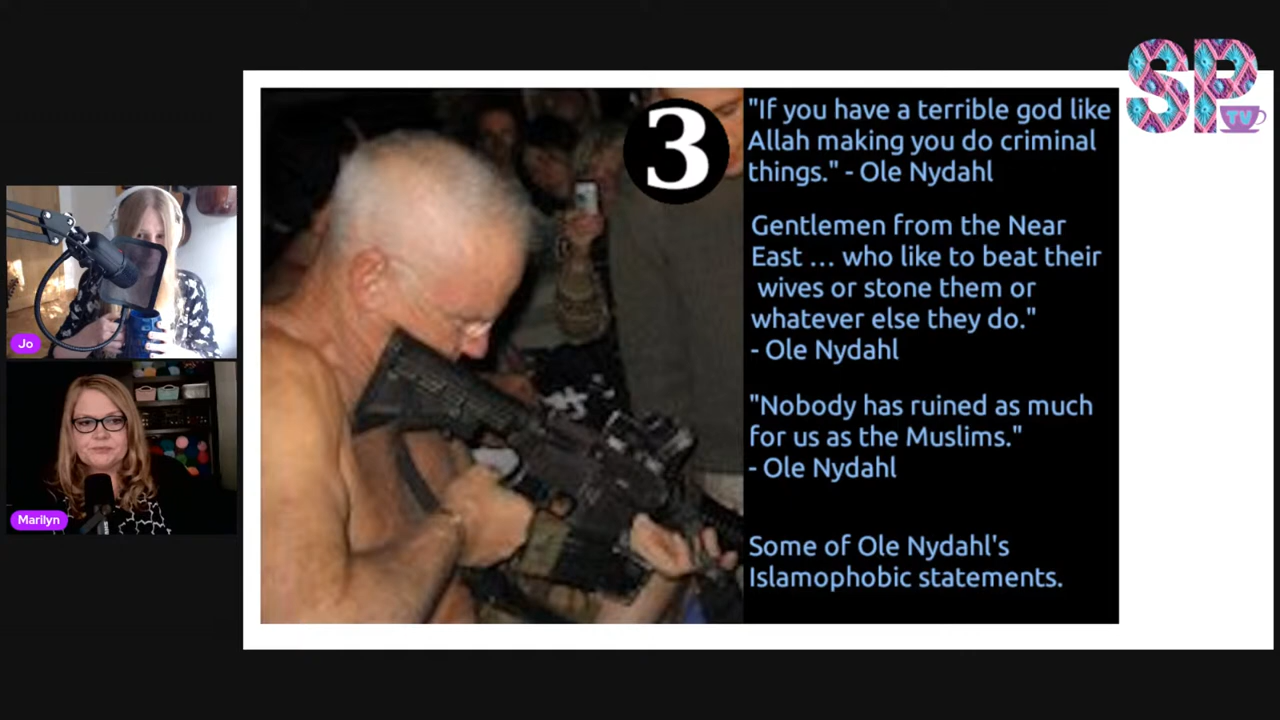 SP
TV
3
"If you have a terrible god like
Allah making you do criminal
things." - Ole Nydahl
Gentlemen from the Near
East ... who like to beat their
wives or stone them or
whatever else they do."
- Ole Nydahl
"Nobody has ruined as much
for us as the Muslims."
- Ole Nydahl
Some of Ole Nydahl's
Islamophobic statements.
Jo
Marilyn